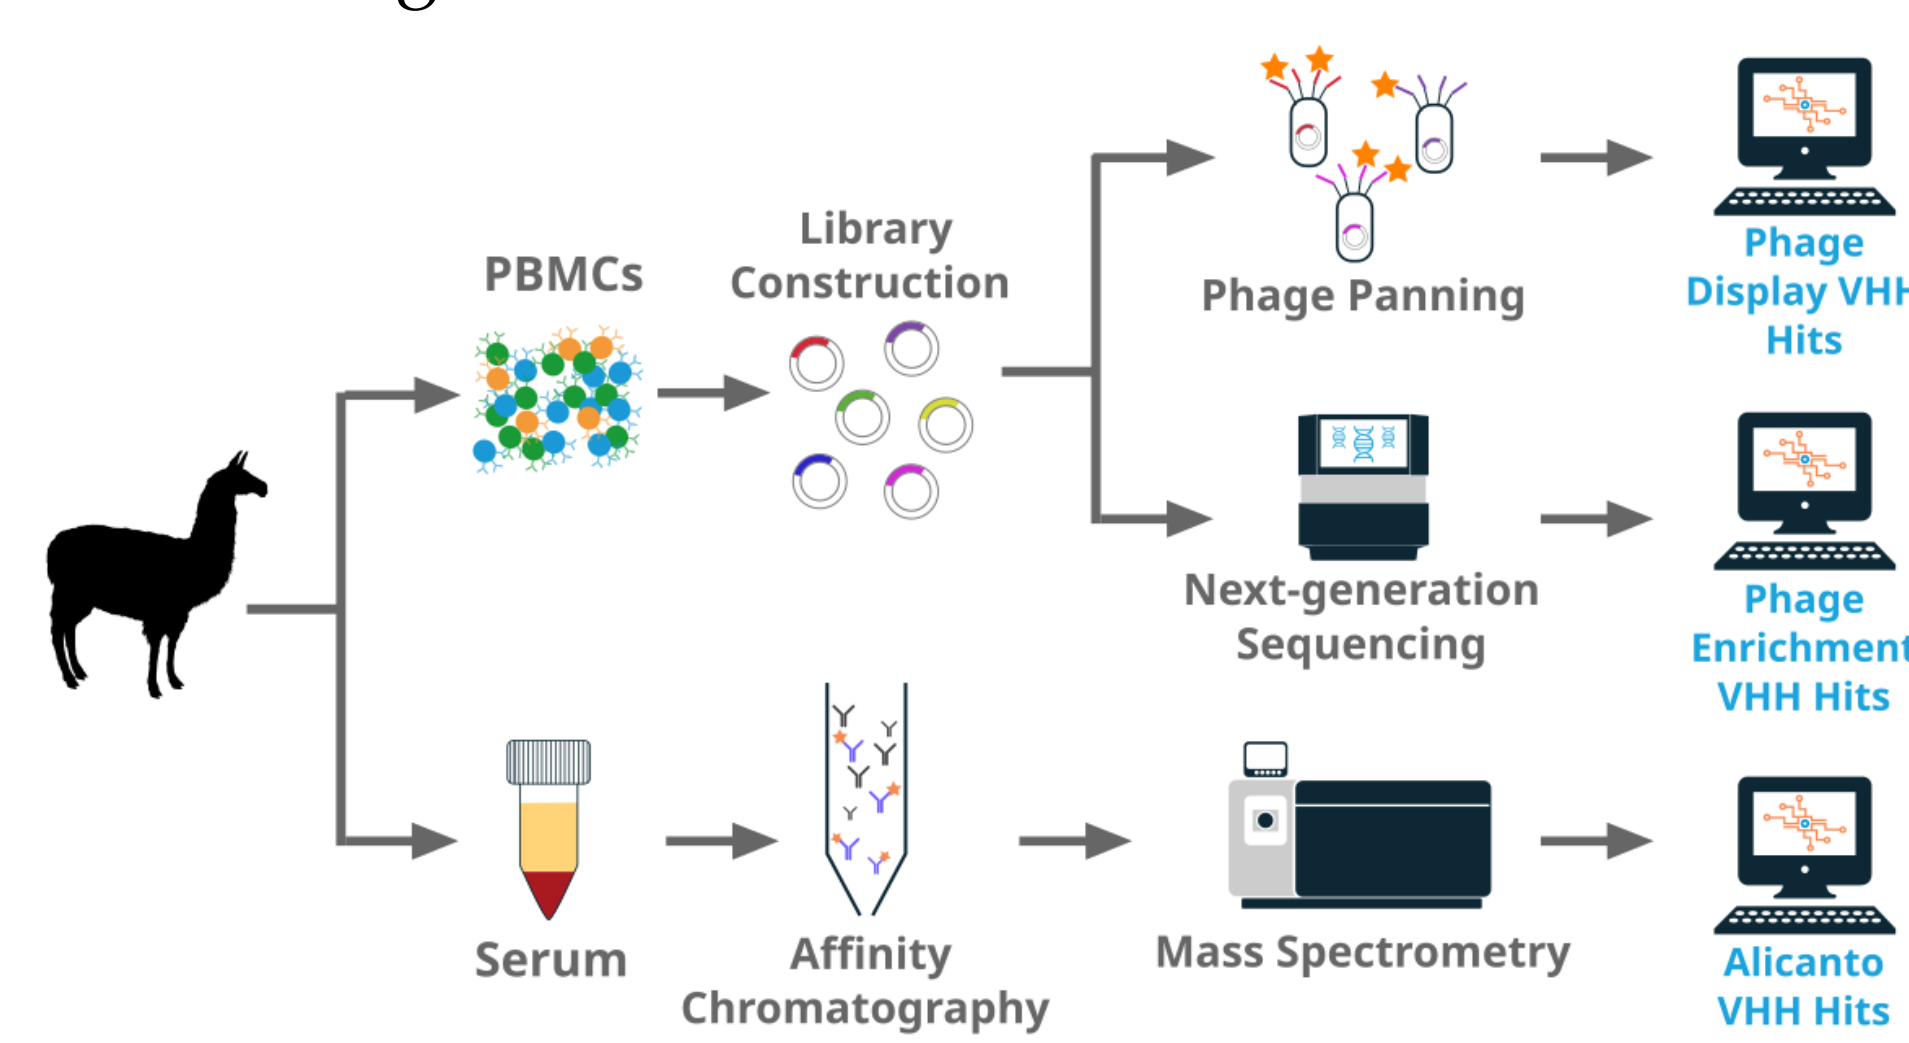 PBMCs
Library
Construction
Phage Panning
Phage
Display VHH
Hits
Next-generation
Sequencing
Phage
Enrichment
VHH Hits
Serum
Affinity
Chromatography
Mass Spectrometry
Alicanto
VHH Hits